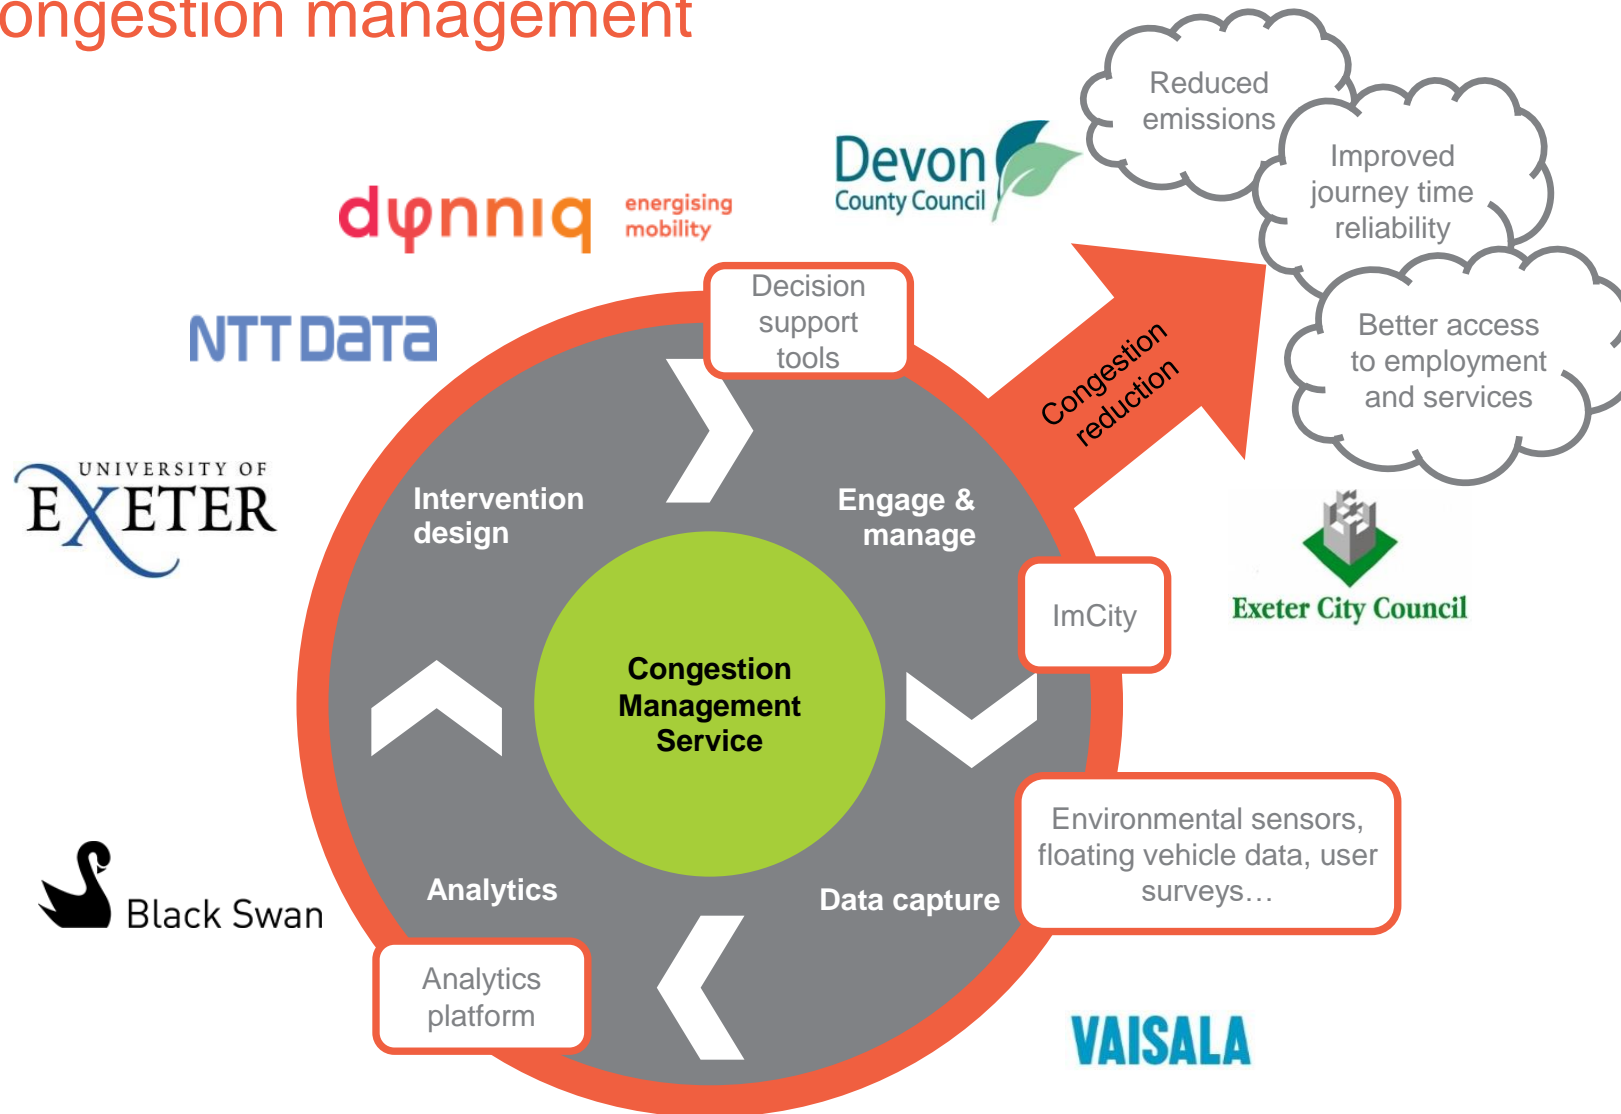 ongestion management
Reduced
emissions
Devon
County Council
Improved
journey time
reliability
dynniq
energising
mobility
Decision
support
tools
NTT DATA
Congestion
reduction
Better access
to employment
and services
UNIVERSITY OF
EXETER
Intervention
design
Engage &
manage
Exeter City Council
ImCity
Congestion
Management
Service
Environmental sensors,
floating vehicle data, user
surveys…
Analytics
Data capture
Black Swan
Analytics
platform
VAISALA